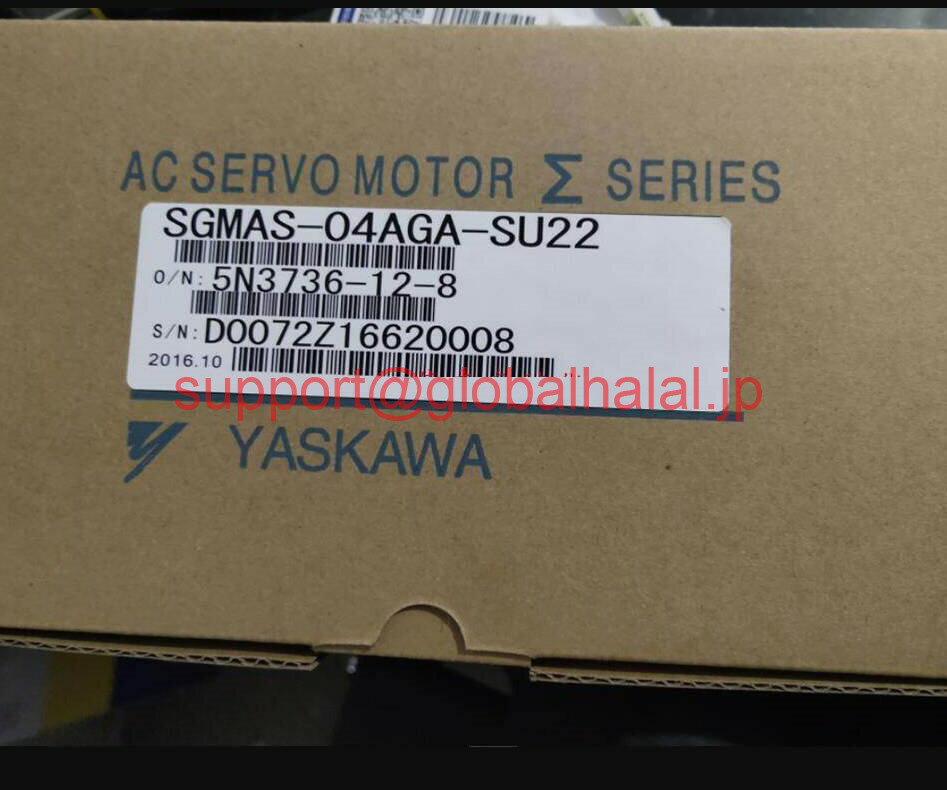 AC SERVO MOTOR Σ SERIES
SGMAS-04AGA-SU22
O/N: 5N3736-12-8
S/N: D0072Z16620008
2016.10
support@globalhalal.jp
YASKAWA